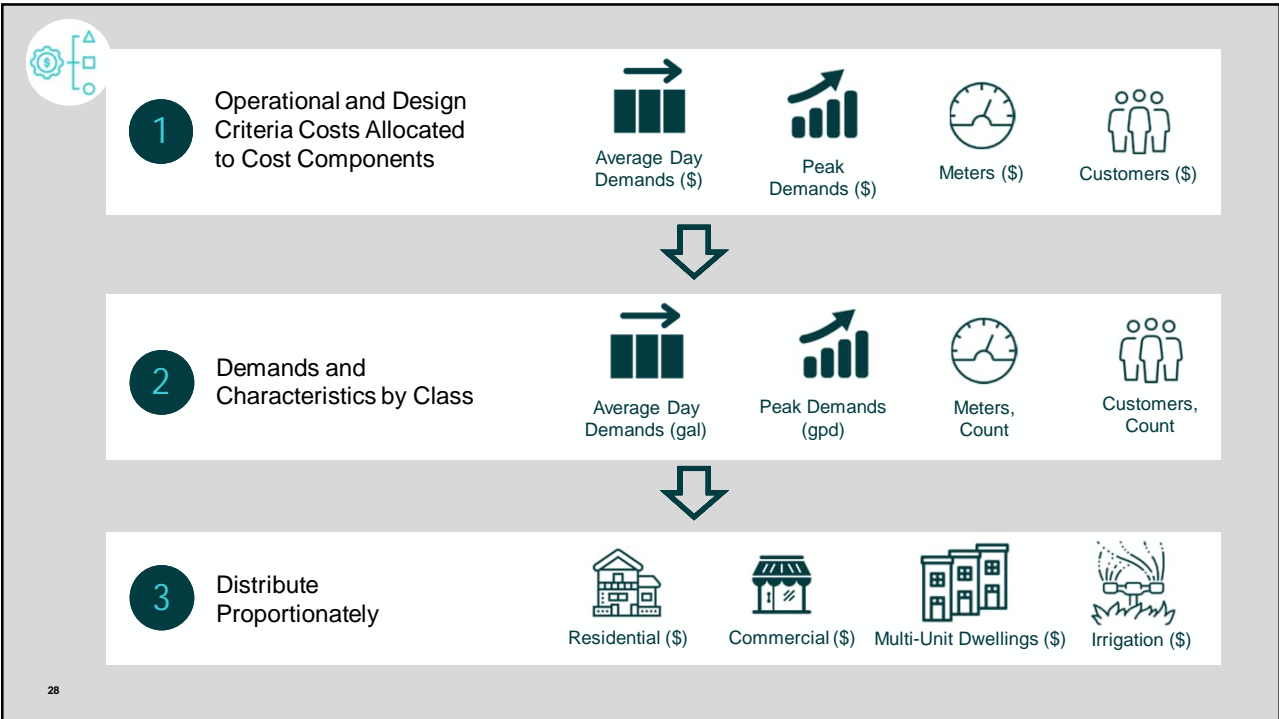 $
1
Operational and Design
Criteria Costs Allocated
to Cost Components
Average Day
Demands ($)
Peak
Demands ($)
Meters ($)
Customers ($)
2
Demands and
Characteristics by Class
Average Day
Demands (gal)
Peak Demands
(gpd)
Meters,
Count
Customers,
Count
3
Distribute
Proportionately
Residential ($)
Commercial ($)
Multi-Unit Dwellings ($)
Irrigation ($)
28